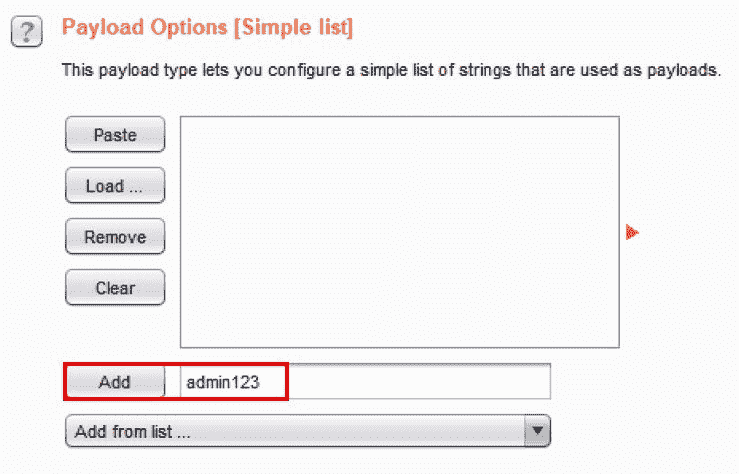 ?
Payload Options [Simple list]
This payload type lets you configure a simple list of strings that are used as payloads.
Paste
Load ...
Remove
Clear
Add
admin123
Add from list ...